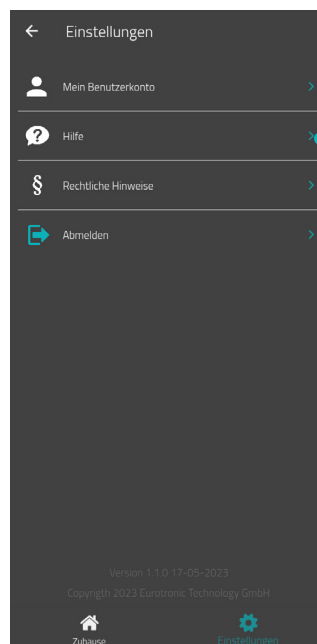 Einstellungen
Mein Benutzerkonto
Hilfe
§ Rechtliche Hinweise
Abmelden
Version 1.1.0 17-05-2023
Copyrigth 2023 Eurotronic Technology GmbH
Zuhause
Einstellungen